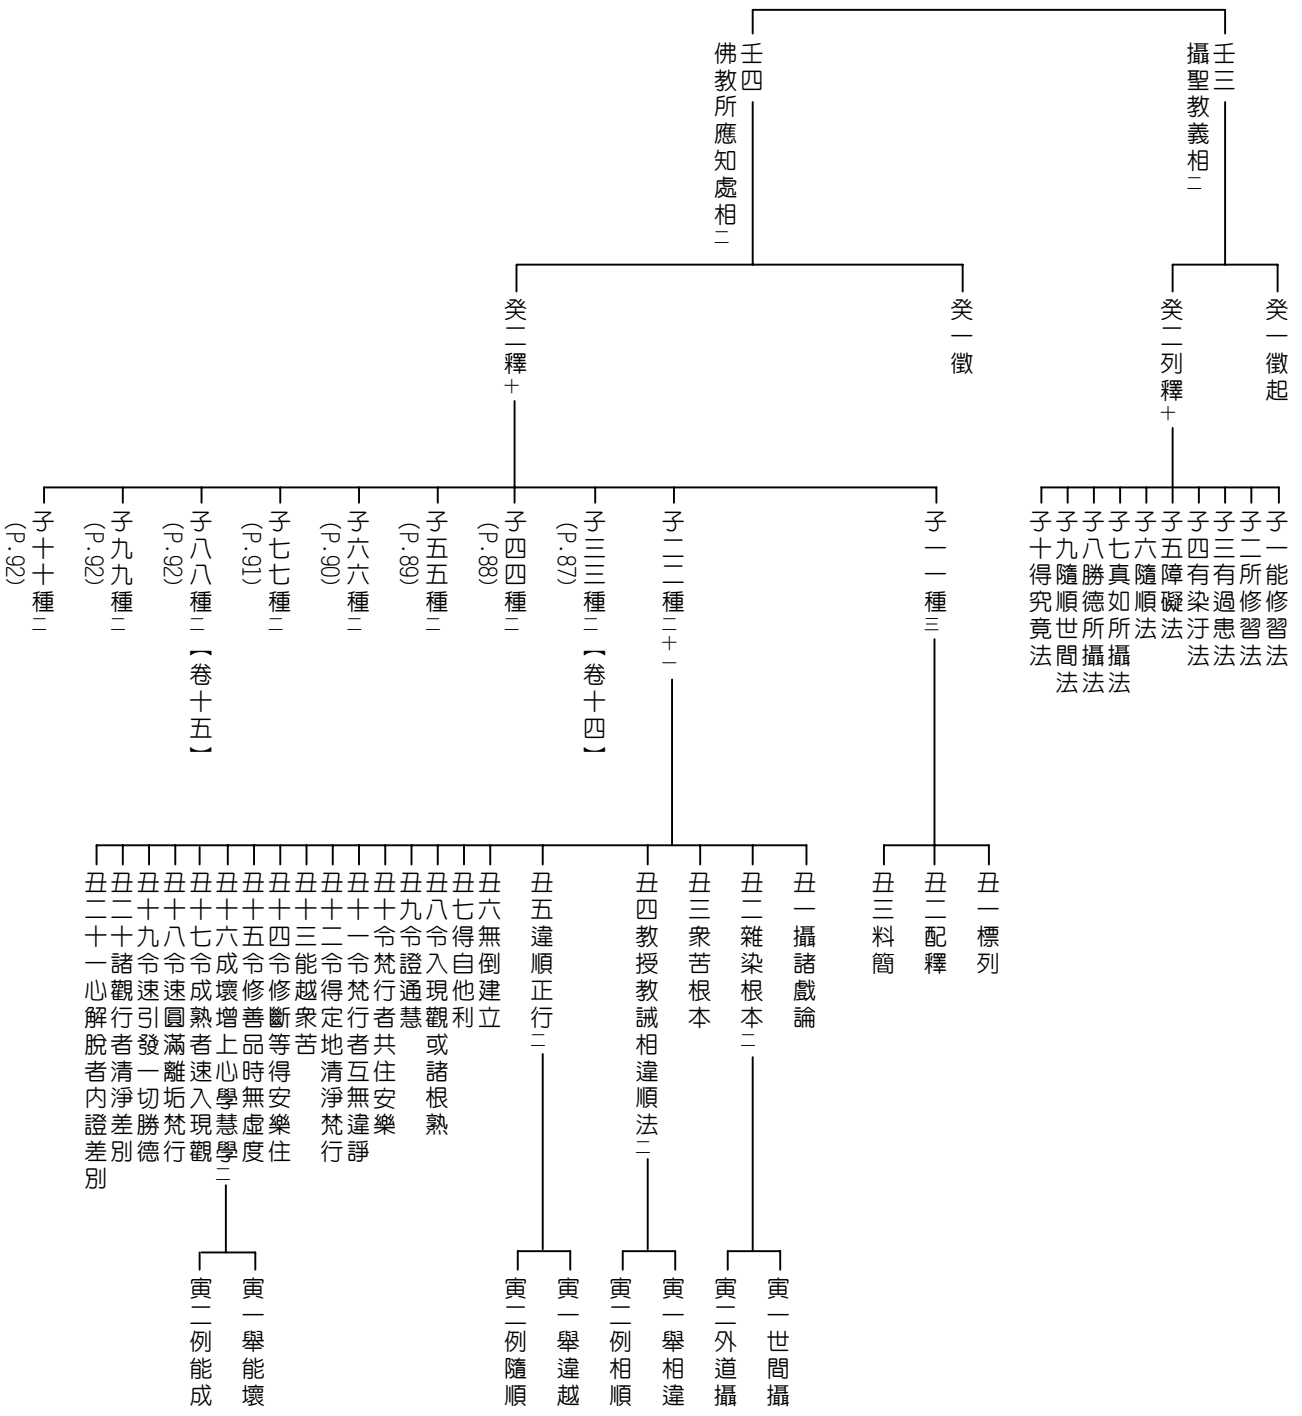 壬三
攝聖教義相二
壬四
佛教所應知處相二
癸一徵起
癸二列釋十
癸一徵
癸二釋十
子一能修習法
子二所修習法
子三有過患法
子四有染汙法
子五障礙法
子六隨順法
子七真如所攝法
子八勝德所攝法
子九隨順世間法
子十得究竟法
子一一種三
子二二種二十一
子三三種二【卷十四】
(P.87)
子四四種二
(P.88)
子五五種二
(P.89)
子六六種二
(P.90)
子七七種二
(P.91)
子八八種二【卷十五】
(P.92)
子九九種二
(P.92)
子十十種二
(P.92)
丑一標列
丑二配釋
丑三料簡
丑一攝諸戲論
丑二雜染根本二
丑三衆苦根本
丑四教授教誡相違順法二
丑五違順正行二
丑六無倒建立
丑七得自他利
丑八令入現觀或諸根熟
丑九令證通慧
丑十令梵行者共住安樂
丑十一令梵行者互無違諍
丑十二令得定地清淨梵行
丑十三能越衆苦
丑十四令修斷等得安樂住
丑十五令修善品時無虛度
丑十六成壞增上心學慧學二
丑十七令成熟者速入現觀
丑十八令速圓滿離垢梵行
丑十九令速引發一切勝德
丑二十諸觀行者清淨差別
丑二十一心解脫者內證差別
寅一世間攝
寅二外道攝
寅一舉相違
寅二例相順
寅一舉違越
寅二例隨順
寅一舉能壞
寅二例能成